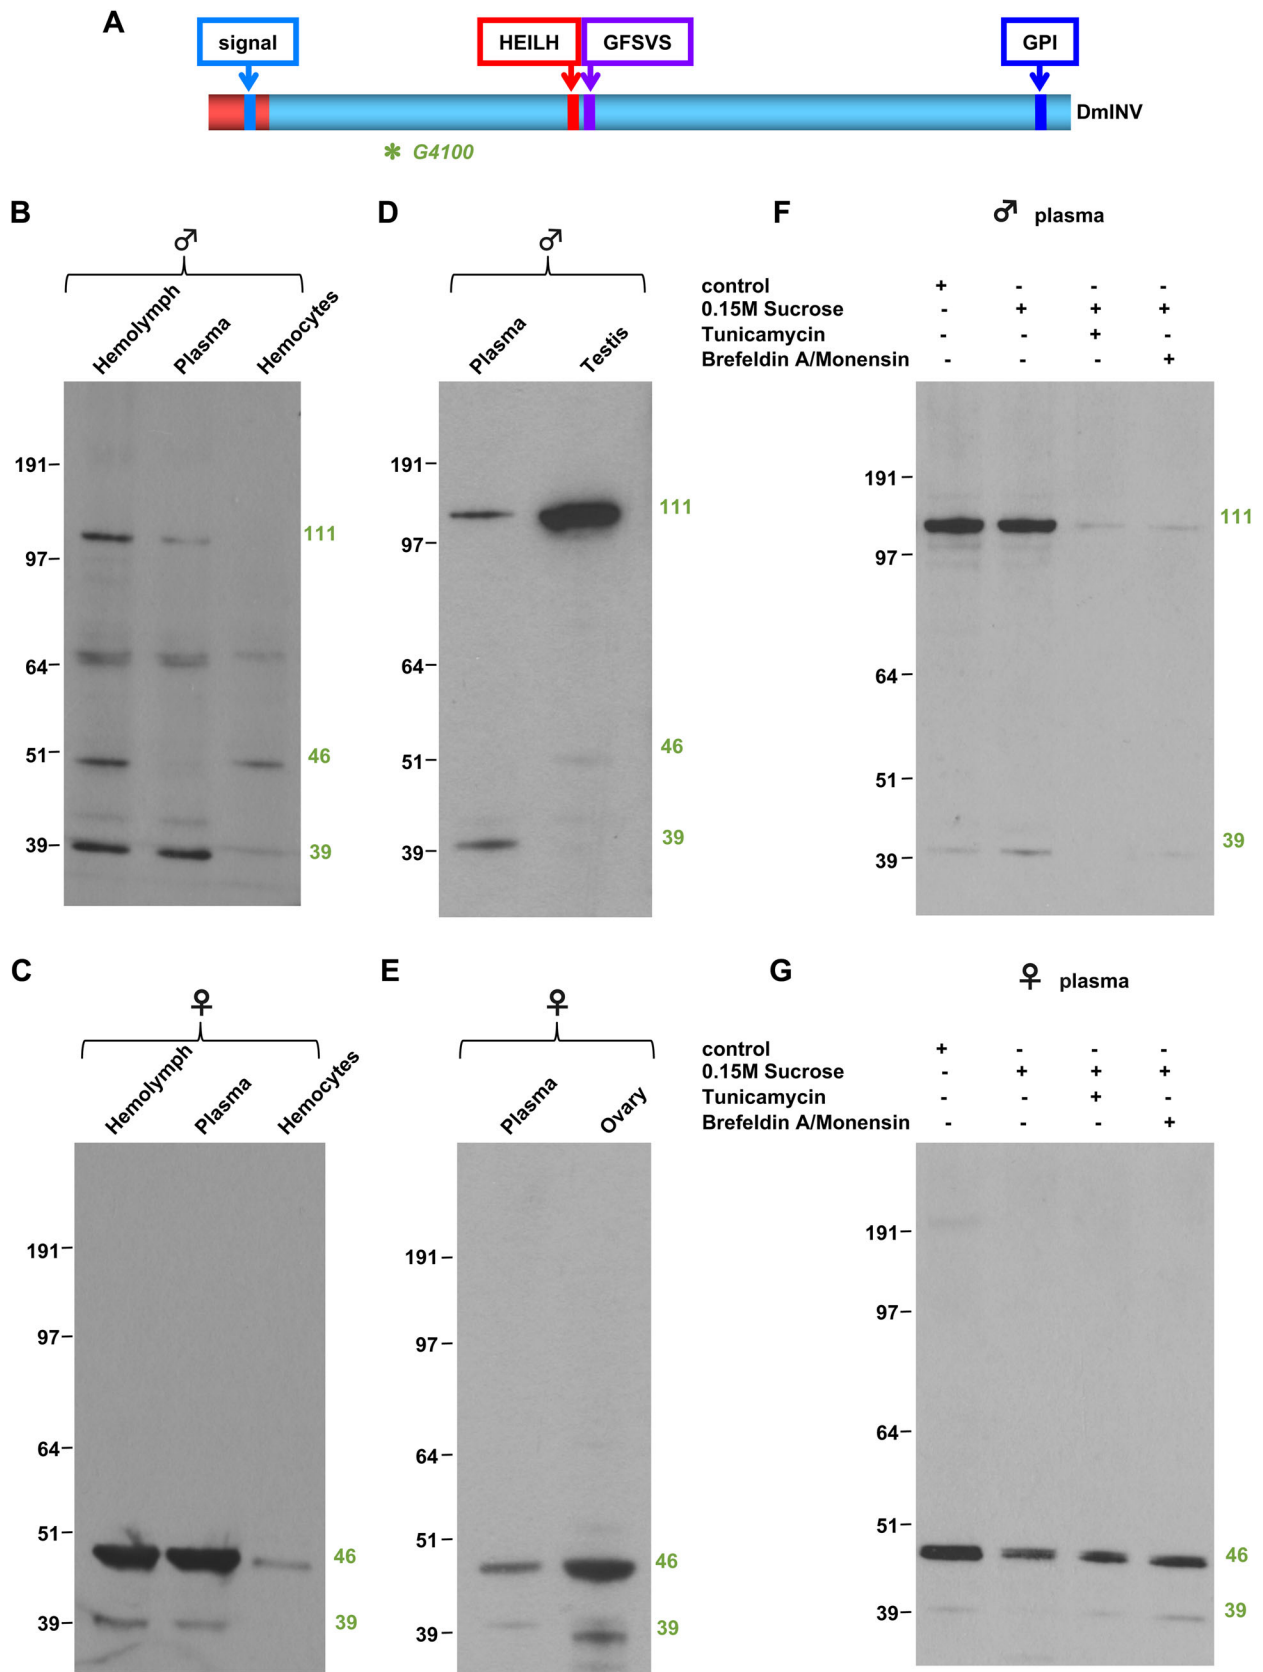 A
signal HEILH GFSVS GPI
DmINV
* G4100
B
♂
Hemolymph Plasma Hemocytes
191
97
64
51
39
111
46
39
D
♂
Plasma Testis
191
97
64
51
39
111
46
39
F
♂ plasma
control + - - -
0.15M Sucrose - + + +
Tunicamycin - - + -
Brefeldin A/Monensin - - - +
191
97
64
51
39
111
39
C
♀
Hemolymph Plasma Hemocytes
191
97
64
51
39
46
39
E
♀
Plasma Ovary
191
97
64
51
39
46
39
G
♀ plasma
control + - - -
0.15M Sucrose - + + +
Tunicamycin - - + -
Brefeldin A/Monensin - - - +
191
97
64
51
39
46
39